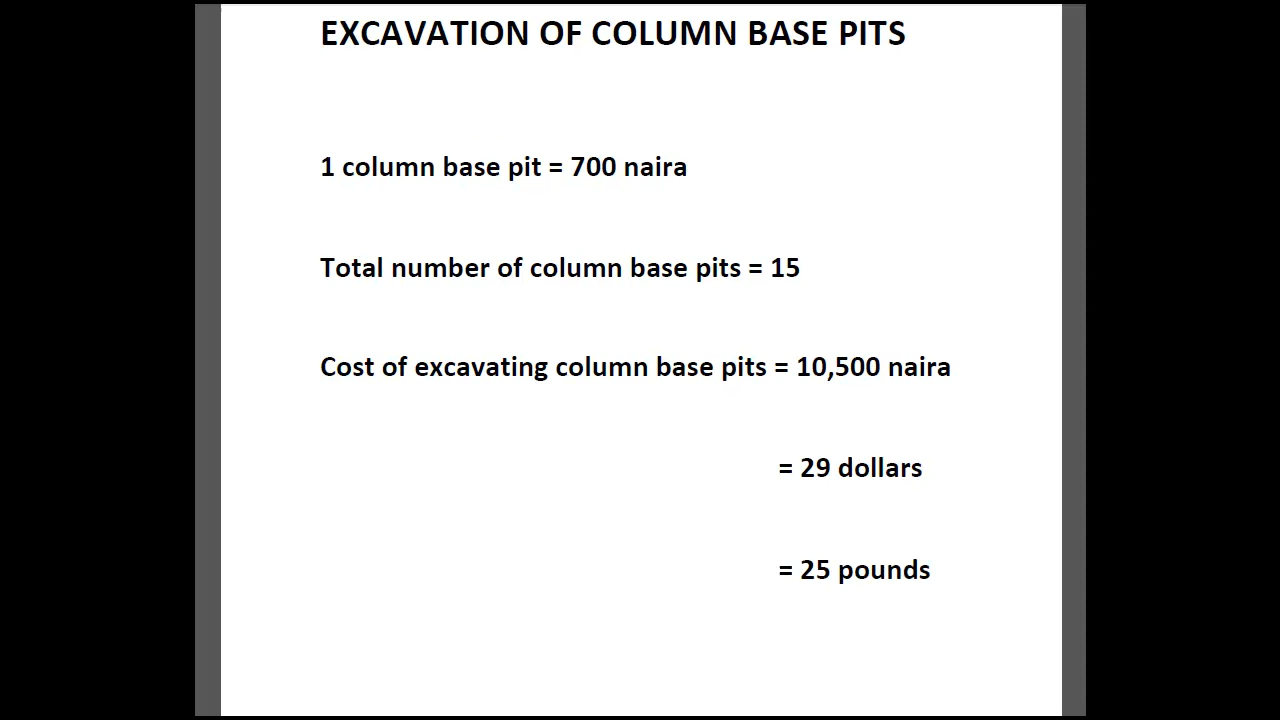 EXCAVATION OF COLUMN BASE PITS
1 column base pit = 700 naira
Total number of column base pits = 15
Cost of excavating column base pits = 10,500 naira
= 29 dollars
= 25 pounds